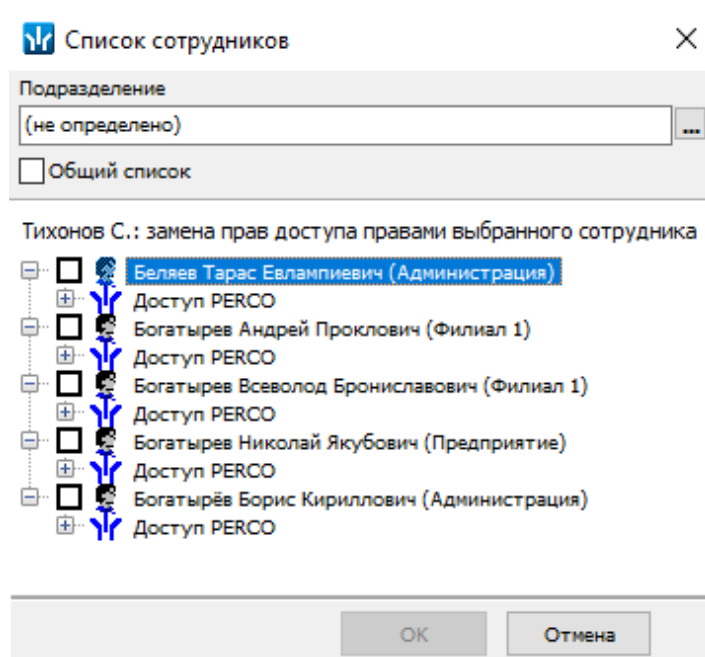 Список сотрудников
Подразделение
(не определено)
...
Общий список
Тихонов С.: замена прав доступа правами выбранного сотрудника
Беляев Тарас Евлампиевич (Администрация)
Доступ PERCO
Богатырев Андрей Проклович (Филиал 1)
Доступ PERCO
Богатырев Всеволод Брониславович (Филиал 1)
Доступ PERCO
Богатырев Николай Якубович (Предприятие)
Доступ PERCO
Богатырёв Борис Кириллович (Администрация)
Доступ PERCO
ОК Отмена